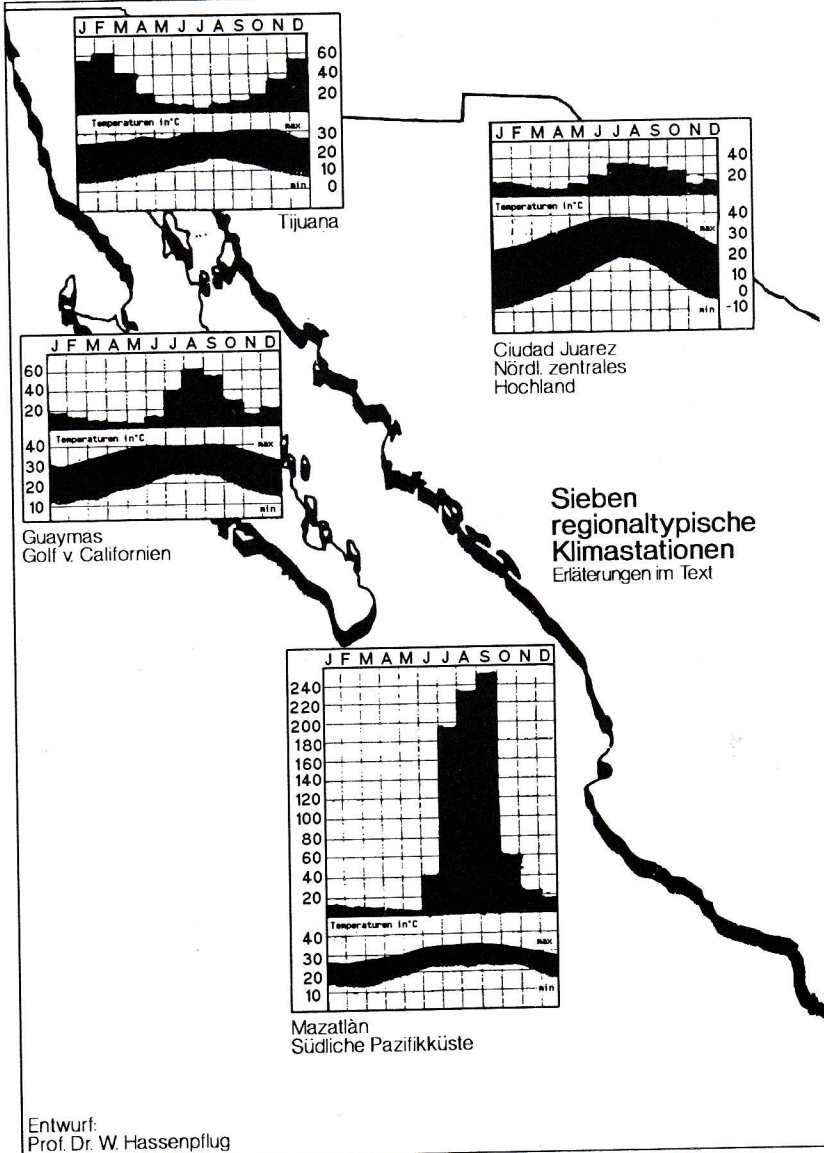 J F M A M J J A S O N D
60
40
20
Temperaturen in°C
max
30
20
10
min
0
Tijuana
J F M A M J J A S O N D
40
20
Temperaturen in°C
40
max
30
20
10
0
-10
min
Ciudad Juarez
Nördl. zentrales
Hochland
J F M A M J J A S O N D
60
40
20
Temperaturen in°C
max
40
30
20
10
min
Guaymas
Golf v. Californien
Sieben
regionaltypische
Klimastationen
Erläterungen im Text
J F M A M J J A S O N D
240
220
200
180
160
140
120
100
80
60
40
20
Temperaturen in°C
40
max
30
20
10
min
Mazatlàn
Südliche Pazifikküste
Entwurf:
Prof. Dr. W. Hassenpflug